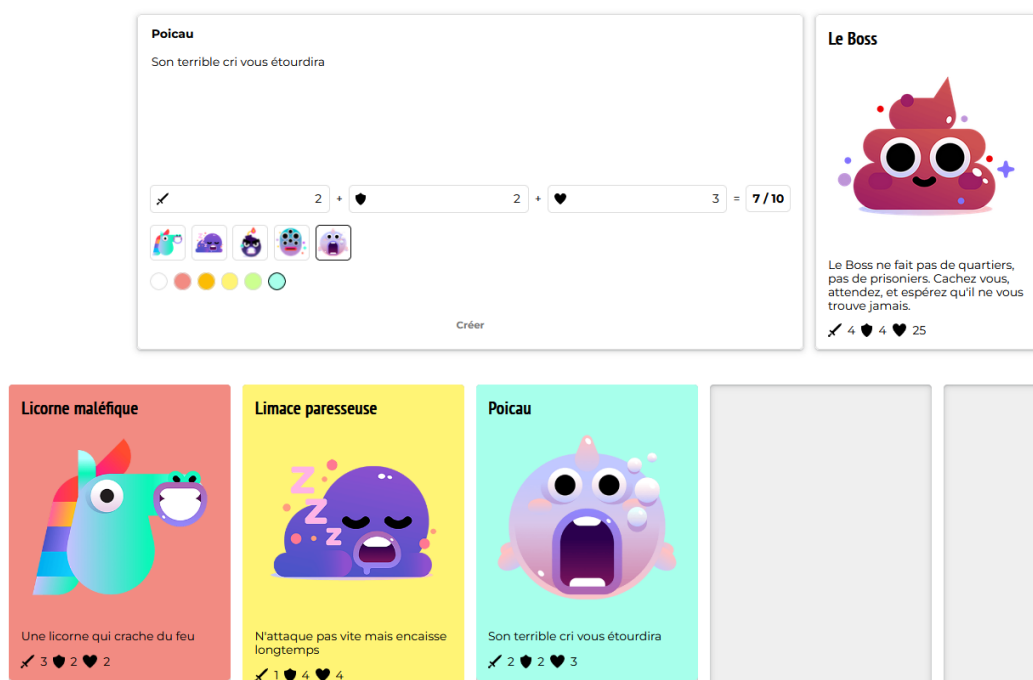 Poicau
Son terrible cri vous étourdira
2 + 2 + 3 = 7 / 10
Créer
Le Boss
Le Boss ne fait pas de quartiers,
pas de prisoniers. Cachez vous,
attendez, et espérez qu'il ne vous
trouve jamais.
4 4 25
Licorne maléfique
Une licorne qui crache du feu
3 2 2
Limace paresseuse
Z
Z
z
N'attaque pas vite mais encaisse
longtemps
1 4 4
Poicau
Son terrible cri vous étourdira
2 2 3